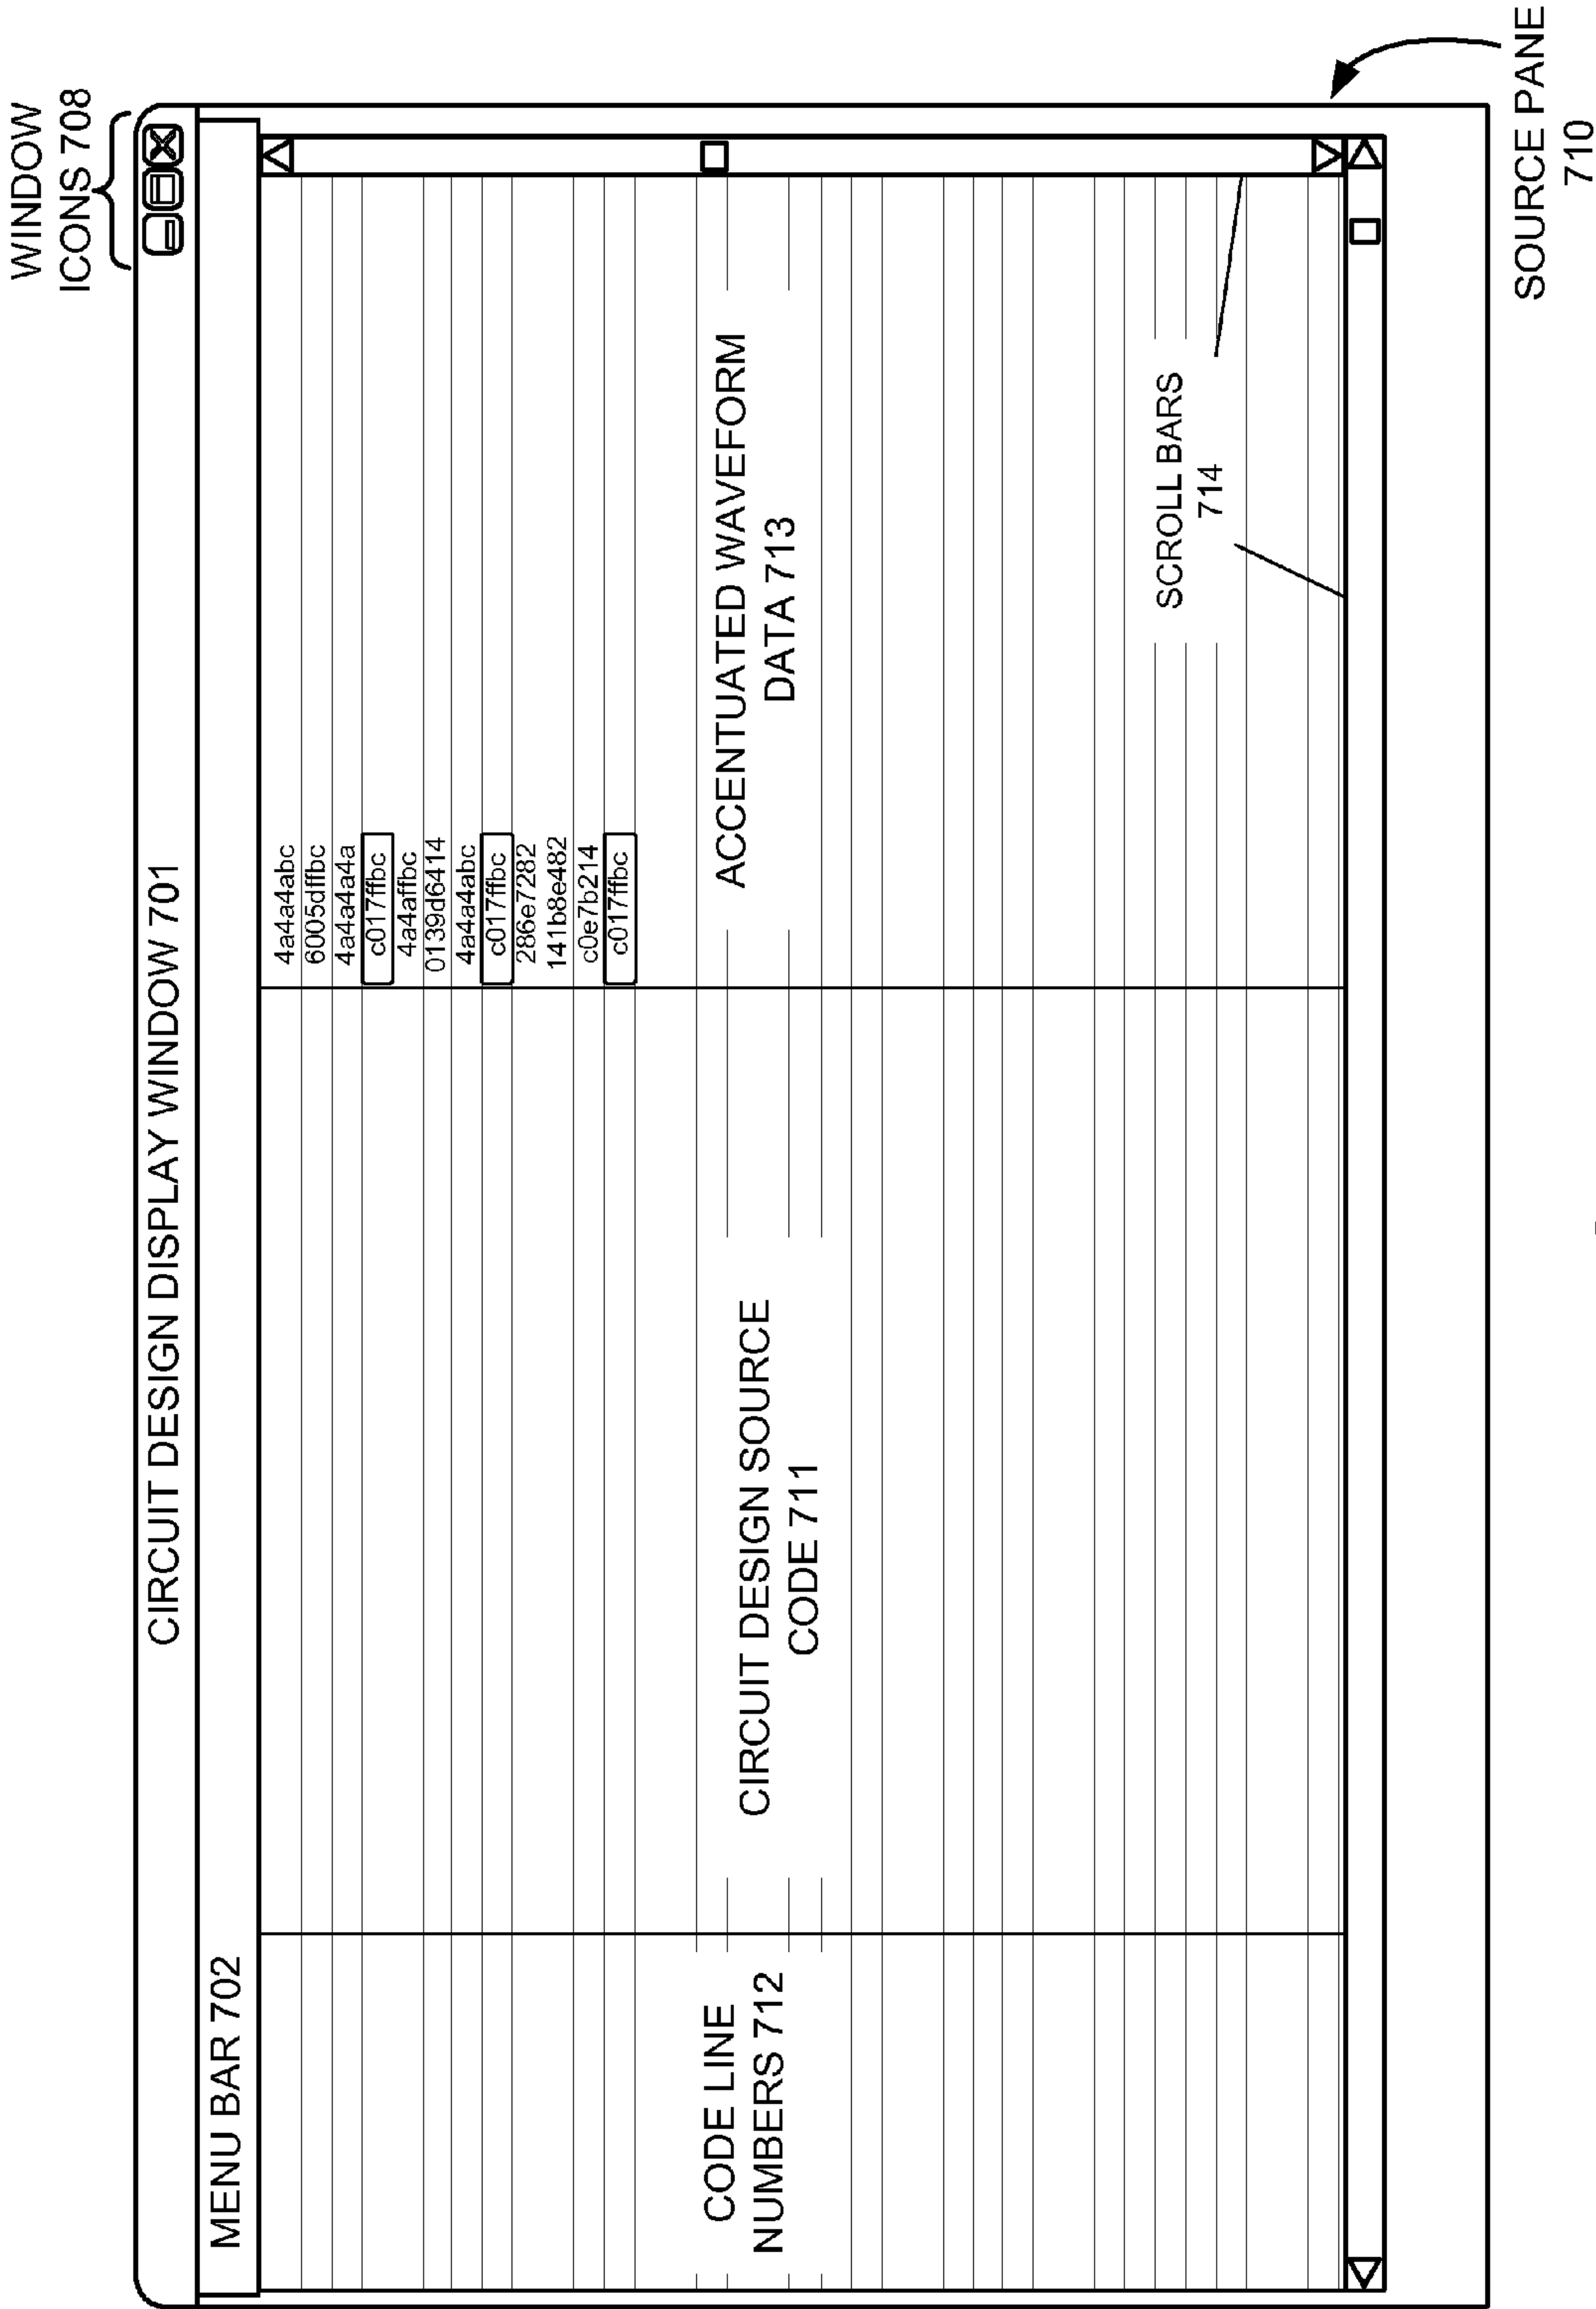 WINDOW
ICONS 708
CIRCUIT DESIGN DISPLAY WINDOW 701
MENU BAR 702
4a4a4abc
6005dffbc
4a4a4a4a
c017ffbc
4a4affbc
0139d6414
4a4a4abc
c017ffbc
286e7282
141b8e482
c0e7b214
c017ffbc
CODE LINE
NUMBERS 712
CIRCUIT DESIGN SOURCE
CODE 711
ACCENTUATED WAVEFORM
DATA 713
SCROLL BARS
714
SOURCE PANE
710